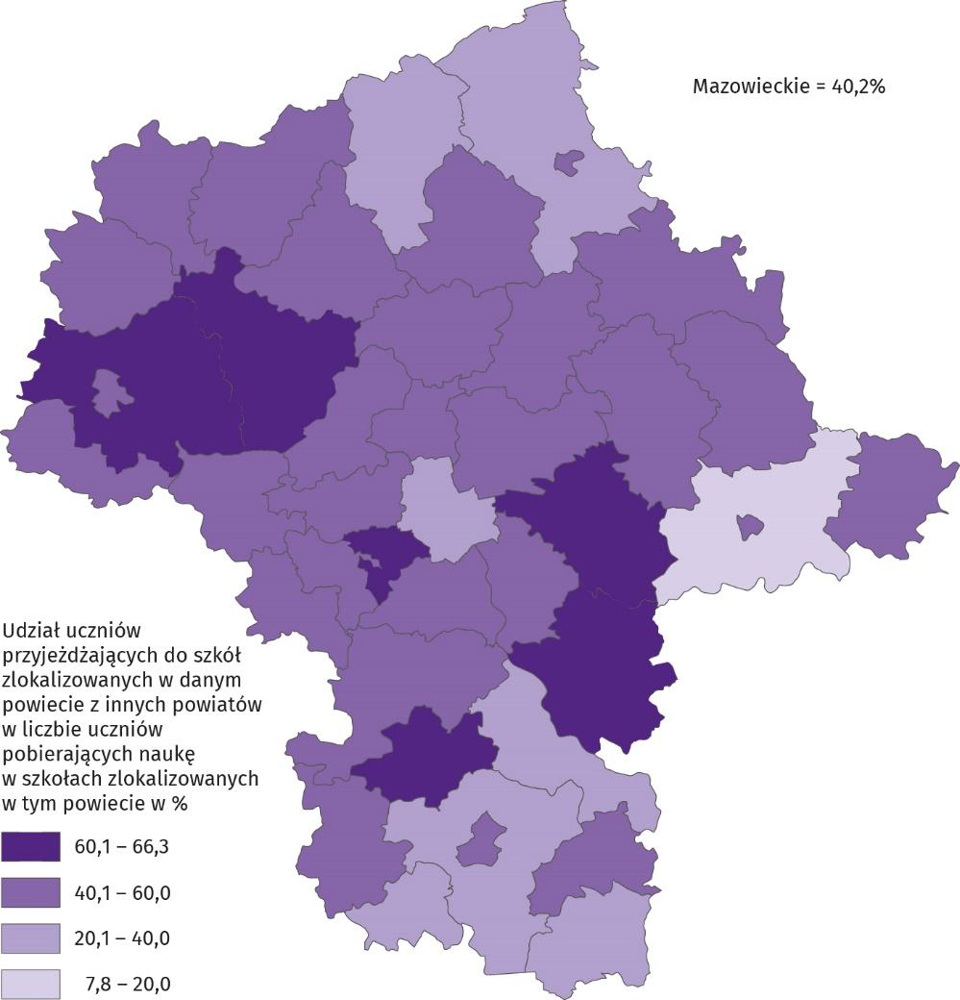 Mazowieckie = 40,2%
Udział uczniów
przyjeżdżających do szkół
zlokalizowanych w danym
powiecie z innych powiatów
w liczbie uczniów
pobierających naukę
w szkołach zlokalizowanych
w tym powiecie w %
60,1 – 66,3
40,1 – 60,0
20,1 – 40,0
7,8 – 20,0